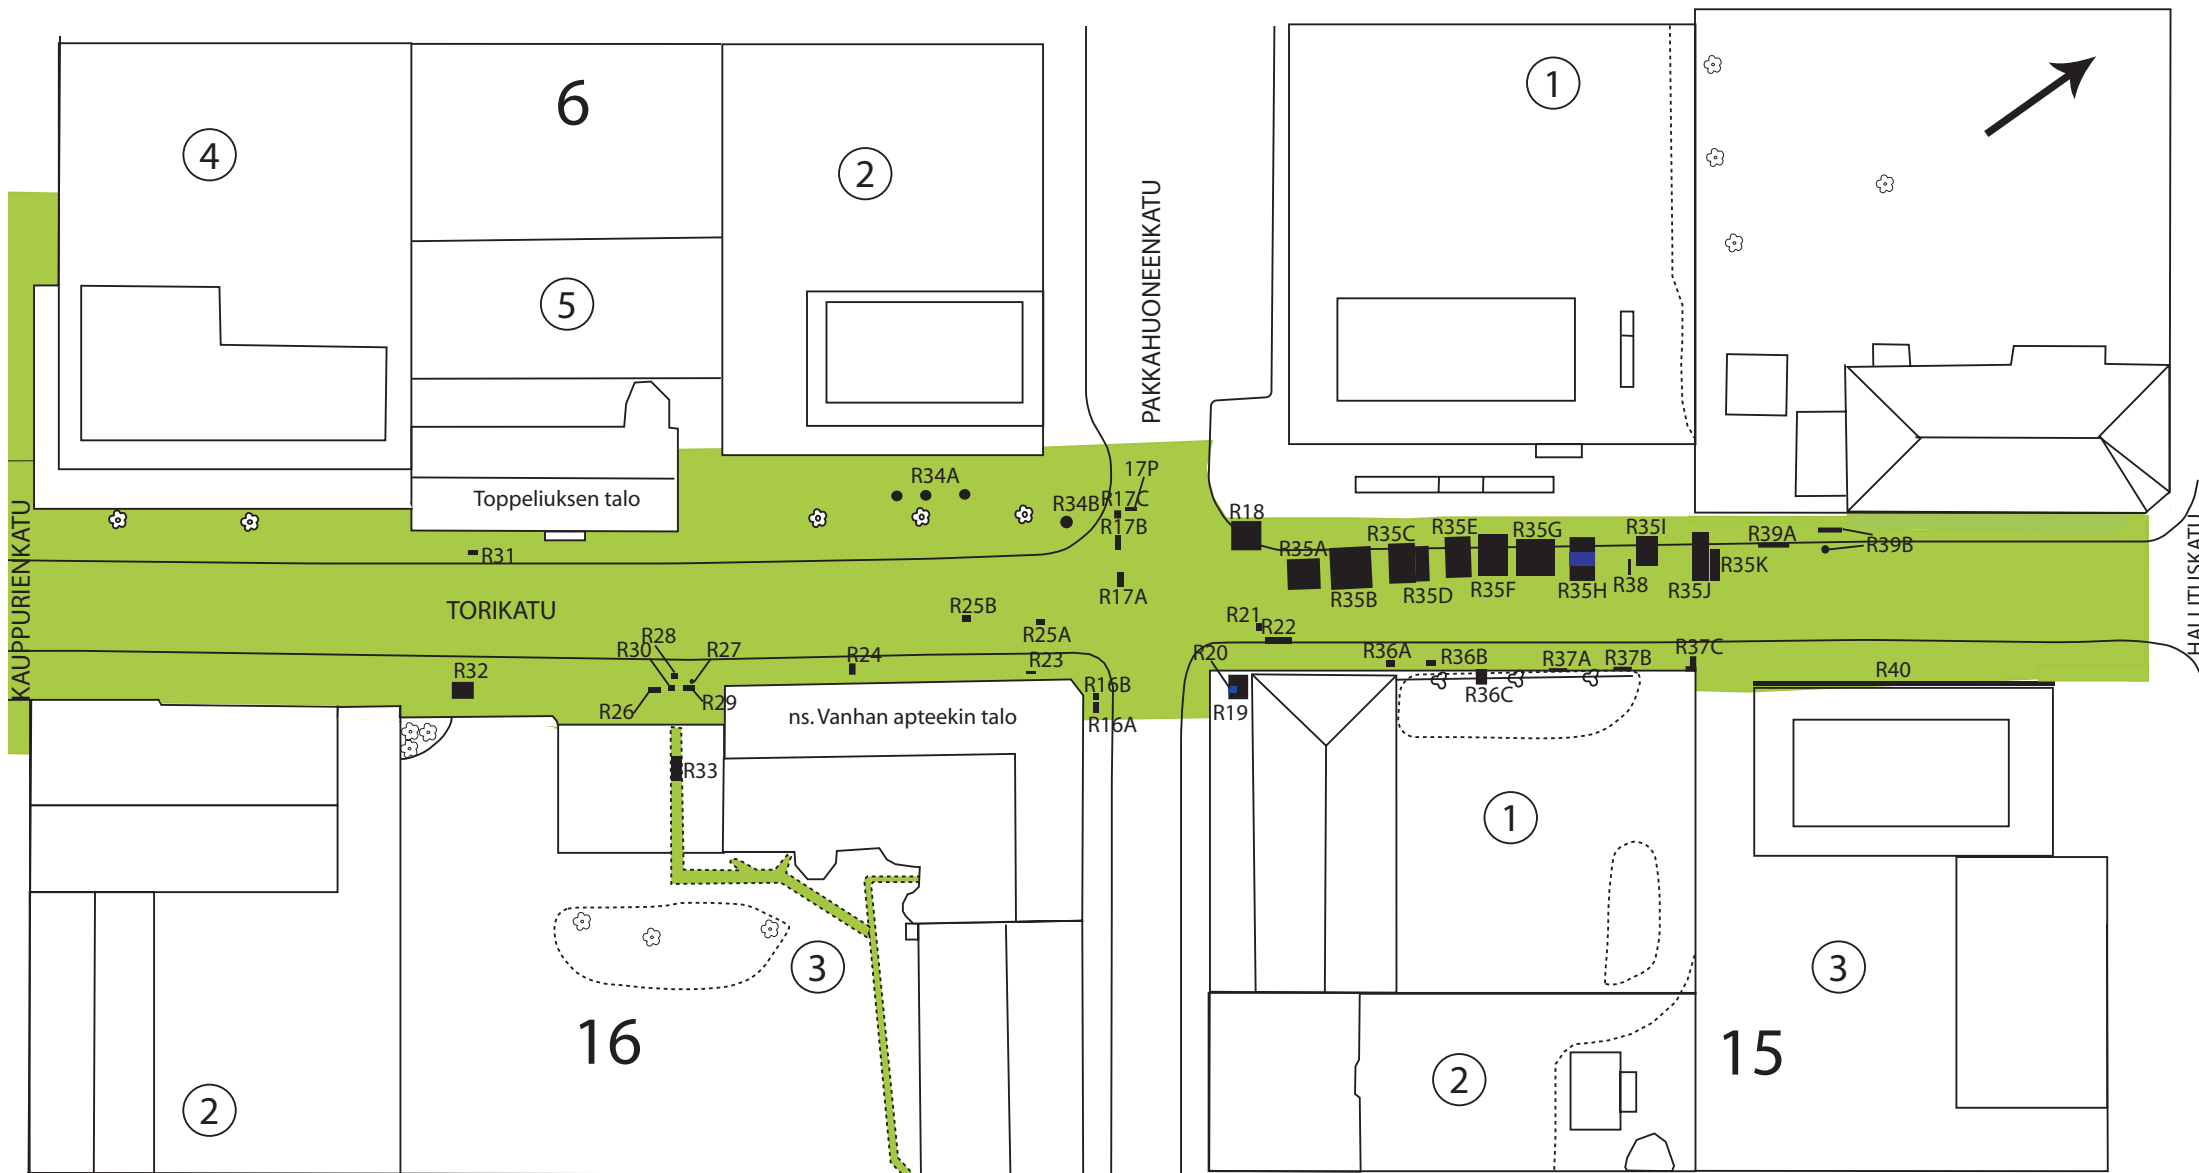 6
1
4
2
5
PAKKAHUONEENKATU
Toppeliuksen talo
R34A
17P
R34B
R17C
R17B
R18
R35A
R35C
R35E
R35G
R35I
R39A
R39B
R35B
R35D
R35F
R35H
R38
R35J
R35K
R31
R17A
KAUPPURIENKATU
TORIKATU
HALLITUSKATU
R25B
R25A
R21
R22
R28
R30
R27
R24
R23
R20
R36A
R36B
R37A
R37B
R37C
R40
R32
R26
R29
R16B
R16A
R19
R36C
ns. Vanhan apteekin talo
R33
1
3
3
16
15
2
2